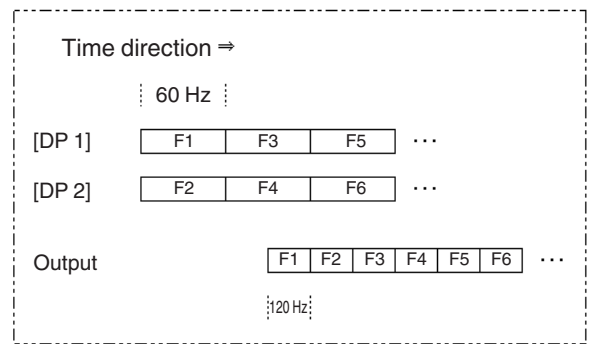 Time direction ⇒
60 Hz
[DP 1] F1 F3 F5 ···
[DP 2] F2 F4 F6 ···
Output F1 F2 F3 F4 F5 F6 ···
120 Hz